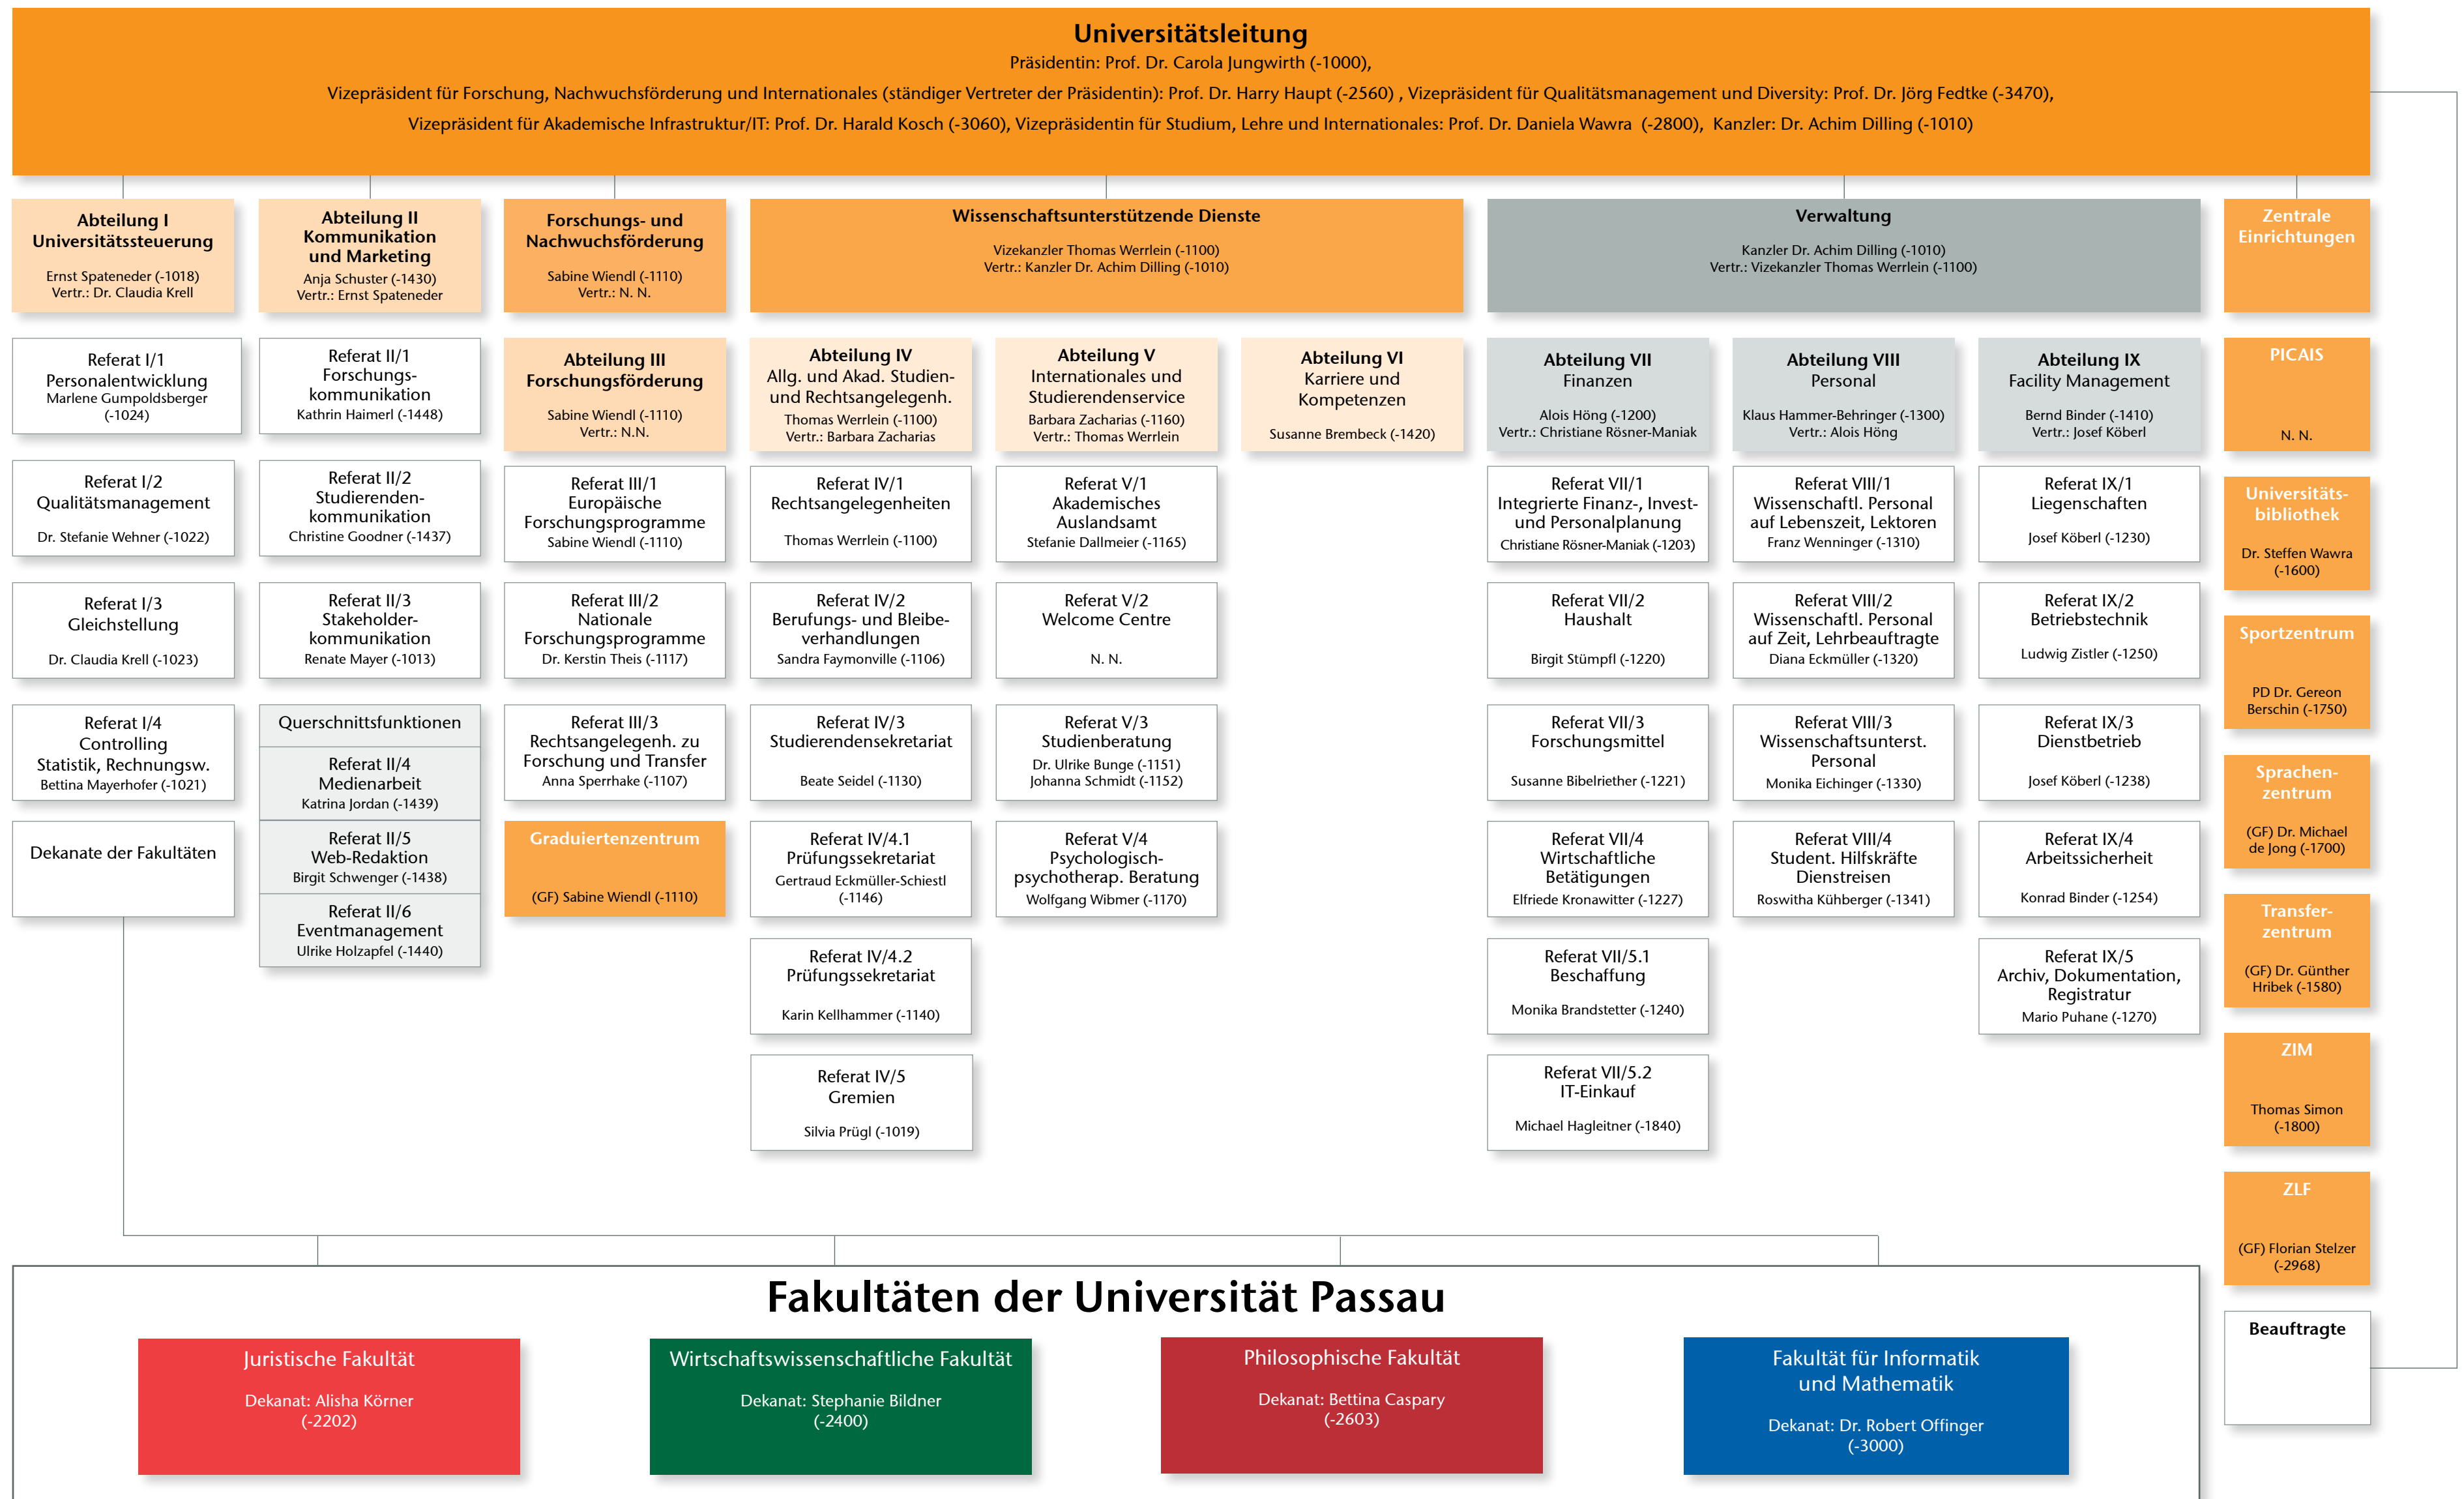 Universitätsleitung
Präsidentin: Prof. Dr. Carola Jungwirth (-1000),
Vizepräsident für Forschung, Nachwuchsförderung und Internationales (ständiger Vertreter der Präsidentin): Prof. Dr. Harry Haupt (-2560) , Vizepräsident für Qualitätsmanagement und Diversity: Prof. Dr. Jörg Fedtke (-3470),
Vizepräsident für Akademische Infrastruktur/IT: Prof. Dr. Harald Kosch (-3060), Vizepräsidentin für Studium, Lehre und Internationales: Prof. Dr. Daniela Wawra (-2800), Kanzler: Dr. Achim Dilling (-1010)
Abteilung I
Universitätssteuerung
Ernst Spateneder (-1018)
Vertr.: Dr. Claudia Krell
Referat I/1
Personalentwicklung
Marlene Gumpoldsberger
(-1024)
Referat I/2
Qualitätsmanagement
Dr. Stefanie Wehner (-1022)
Referat I/3
Gleichstellung
Dr. Claudia Krell (-1023)
Referat I/4
Controlling
Statistik, Rechnungsw.
Bettina Mayerhofer (-1021)
Dekanate der Fakultäten
Abteilung II
Kommunikation
und Marketing
Anja Schuster (-1430)
Vertr.: Ernst Spateneder
Referat II/1
Forschungs-
kommunikation
Kathrin Haimerl (-1448)
Referat II/2
Studierenden-
kommunikation
Christine Goodner (-1437)
Referat II/3
Stakeholder-
kommunikation
Renate Mayer (-1013)
Querschnittsfunktionen
Referat II/4
Medienarbeit
Katrina Jordan (-1439)
Referat II/5
Web-Redaktion
Birgit Schwenger (-1438)
Referat II/6
Eventmanagement
Ulrike Holzapfel (-1440)
Forschungs- und
Nachwuchsförderung
Sabine Wiendl (-1110)
Vertr.: N. N.
Abteilung III
Forschungsförderung
Sabine Wiendl (-1110)
Vertr.: N.N.
Referat III/1
Europäische
Forschungsprogramme
Sabine Wiendl (-1110)
Referat III/2
Nationale
Forschungsprogramme
Dr. Kerstin Theis (-1117)
Referat III/3
Rechtsangelegenh. zu
Forschung und Transfer
Anna Sperrhake (-1107)
Graduiertenzentrum
(GF) Sabine Wiendl (-1110)
Wissenschaftsunterstützende Dienste
Vizekanzler Thomas Werrlein (-1100)
Vertr.: Kanzler Dr. Achim Dilling (-1010)
Abteilung IV
Allg. und Akad. Studien-
und Rechtsangelegenh.
Thomas Werrlein (-1100)
Vertr.: Barbara Zacharias
Referat IV/1
Rechtsangelegenheiten
Thomas Werrlein (-1100)
Referat IV/2
Berufungs- und Bleibe-
verhandlungen
Sandra Faymonville (-1106)
Referat IV/3
Studierendensekretariat
Beate Seidel (-1130)
Referat IV/4.1
Prüfungssekretariat
Gertraud Eckmüller-Schiestl
(-1146)
Referat IV/4.2
Prüfungssekretariat
Karin Kellhammer (-1140)
Referat IV/5
Gremien
Silvia Prügl (-1019)
Abteilung V
Internationales und
Studierendenservice
Barbara Zacharias (-1160)
Vertr.: Thomas Werrlein
Referat V/1
Akademisches
Auslandsamt
Stefanie Dallmeier (-1165)
Referat V/2
Welcome Centre
N. N.
Referat V/3
Studienberatung
Dr. Ulrike Bunge (-1151)
Johanna Schmidt (-1152)
Referat V/4
Psychologisch-
psychotherap. Beratung
Wolfgang Wibmer (-1170)
Abteilung VI
Karriere und
Kompetenzen
Susanne Brembeck (-1420)
Verwaltung
Kanzler Dr. Achim Dilling (-1010)
Vertr.: Vizekanzler Thomas Werrlein (-1100)
Abteilung VII
Finanzen
Alois Höng (-1200)
Vertr.: Christiane Rösner-Maniak
Referat VII/1
Integrierte Finanz-, Invest-
und Personalplanung
Christiane Rösner-Maniak (-1203)
Referat VII/2
Haushalt
Birgit Stümpfl (-1220)
Referat VII/3
Forschungsmittel
Susanne Bibelriether (-1221)
Referat VII/4
Wirtschaftliche
Betätigungen
Elfriede Kronawitter (-1227)
Referat VII/5.1
Beschaffung
Monika Brandstetter (-1240)
Referat VII/5.2
IT-Einkauf
Michael Hagleitner (-1840)
Abteilung VIII
Personal
Klaus Hammer-Behringer (-1300)
Vertr.: Alois Höng
Referat VIII/1
Wissenschaftl. Personal
auf Lebenszeit, Lektoren
Franz Wenninger (-1310)
Referat VIII/2
Wissenschaftl. Personal
auf Zeit, Lehrbeauftragte
Diana Eckmüller (-1320)
Referat VIII/3
Wissenschaftsunterst.
Personal
Monika Eichinger (-1330)
Referat VIII/4
Student. Hilfskräfte
Dienstreisen
Roswitha Kühberger (-1341)
Abteilung IX
Facility Management
Bernd Binder (-1410)
Vertr.: Josef Köberl
Referat IX/1
Liegenschaften
Josef Köberl (-1230)
Referat IX/2
Betriebstechnik
Ludwig Zistler (-1250)
Referat IX/3
Dienstbetrieb
Josef Köberl (-1238)
Referat IX/4
Arbeitssicherheit
Konrad Binder (-1254)
Referat IX/5
Archiv, Dokumentation,
Registratur
Mario Puhane (-1270)
Zentrale
Einrichtungen
PICAIS
N. N.
Universitäts-
bibliothek
Dr. Steffen Wawra
(-1600)
Sportzentrum
PD Dr. Gereon
Berschin (-1750)
Sprachen-
zentrum
(GF) Dr. Michael
de Jong (-1700)
Transfer-
zentrum
(GF) Dr. Günther
Hribek (-1580)
ZIM
Thomas Simon
(-1800)
ZLF
(GF) Florian Stelzer
(-2968)
Beauftragte
Fakultäten der Universität Passau
Juristische Fakultät
Dekanat: Alisha Körner
(-2202)
Wirtschaftswissenschaftliche Fakultät
Dekanat: Stephanie Bildner
(-2400)
Philosophische Fakultät
Dekanat: Bettina Caspary
(-2603)
Fakultät für Informatik
und Mathematik
Dekanat: Dr. Robert Offinger
(-3000)